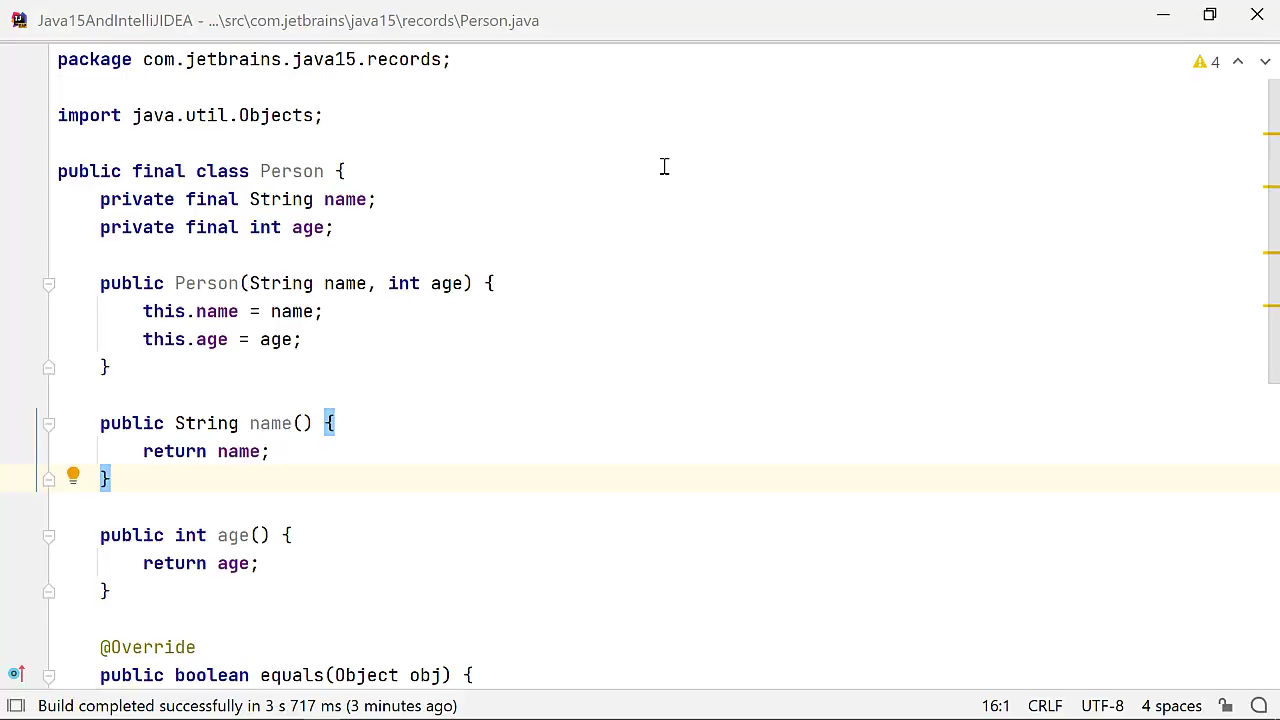 Java15AndIntelliJIDEA - ...\src\com.jetbrains\java15\records\Person.java
package com.jetbrains.java15.records;
4
import java.util.Objects;
public final class Person {
    private final String name;
    private final int age;
    public Person(String name, int age) {
        this.name = name;
        this.age = age;
    }
    public String name() {
        return name;
    }
    public int age() {
        return age;
    }
    @Override
    public boolean equals(Object obj) {
Build completed successfully in 3 s 717 ms (3 minutes ago) 16:1 CRLF UTF-8 4 spaces